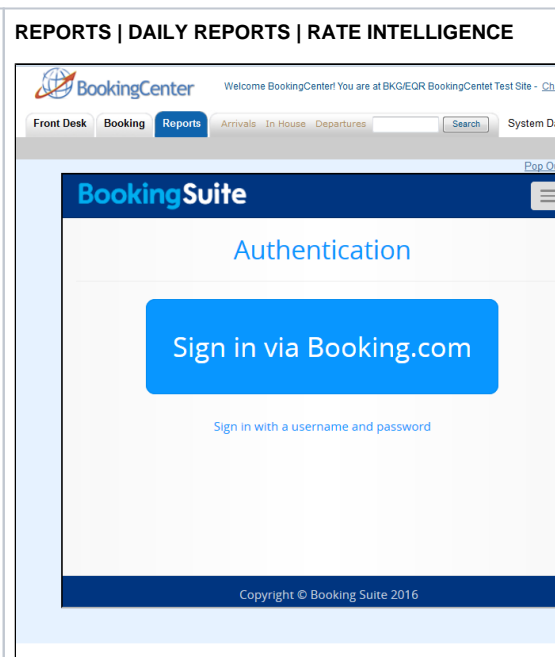 REPORTS | DAILY REPORTS | RATE INTELLIGENCE
BookingCenter Welcome BookingCenter! You are at BKG/EQR BookingCentet Test Site - Ch
Front Desk Booking Reports Arrivals In House Departures Search System Da
Pop O
BookingSuite
Authentication
Sign in via Booking.com
Sign in with a username and password
Copyright © Booking Suite 2016